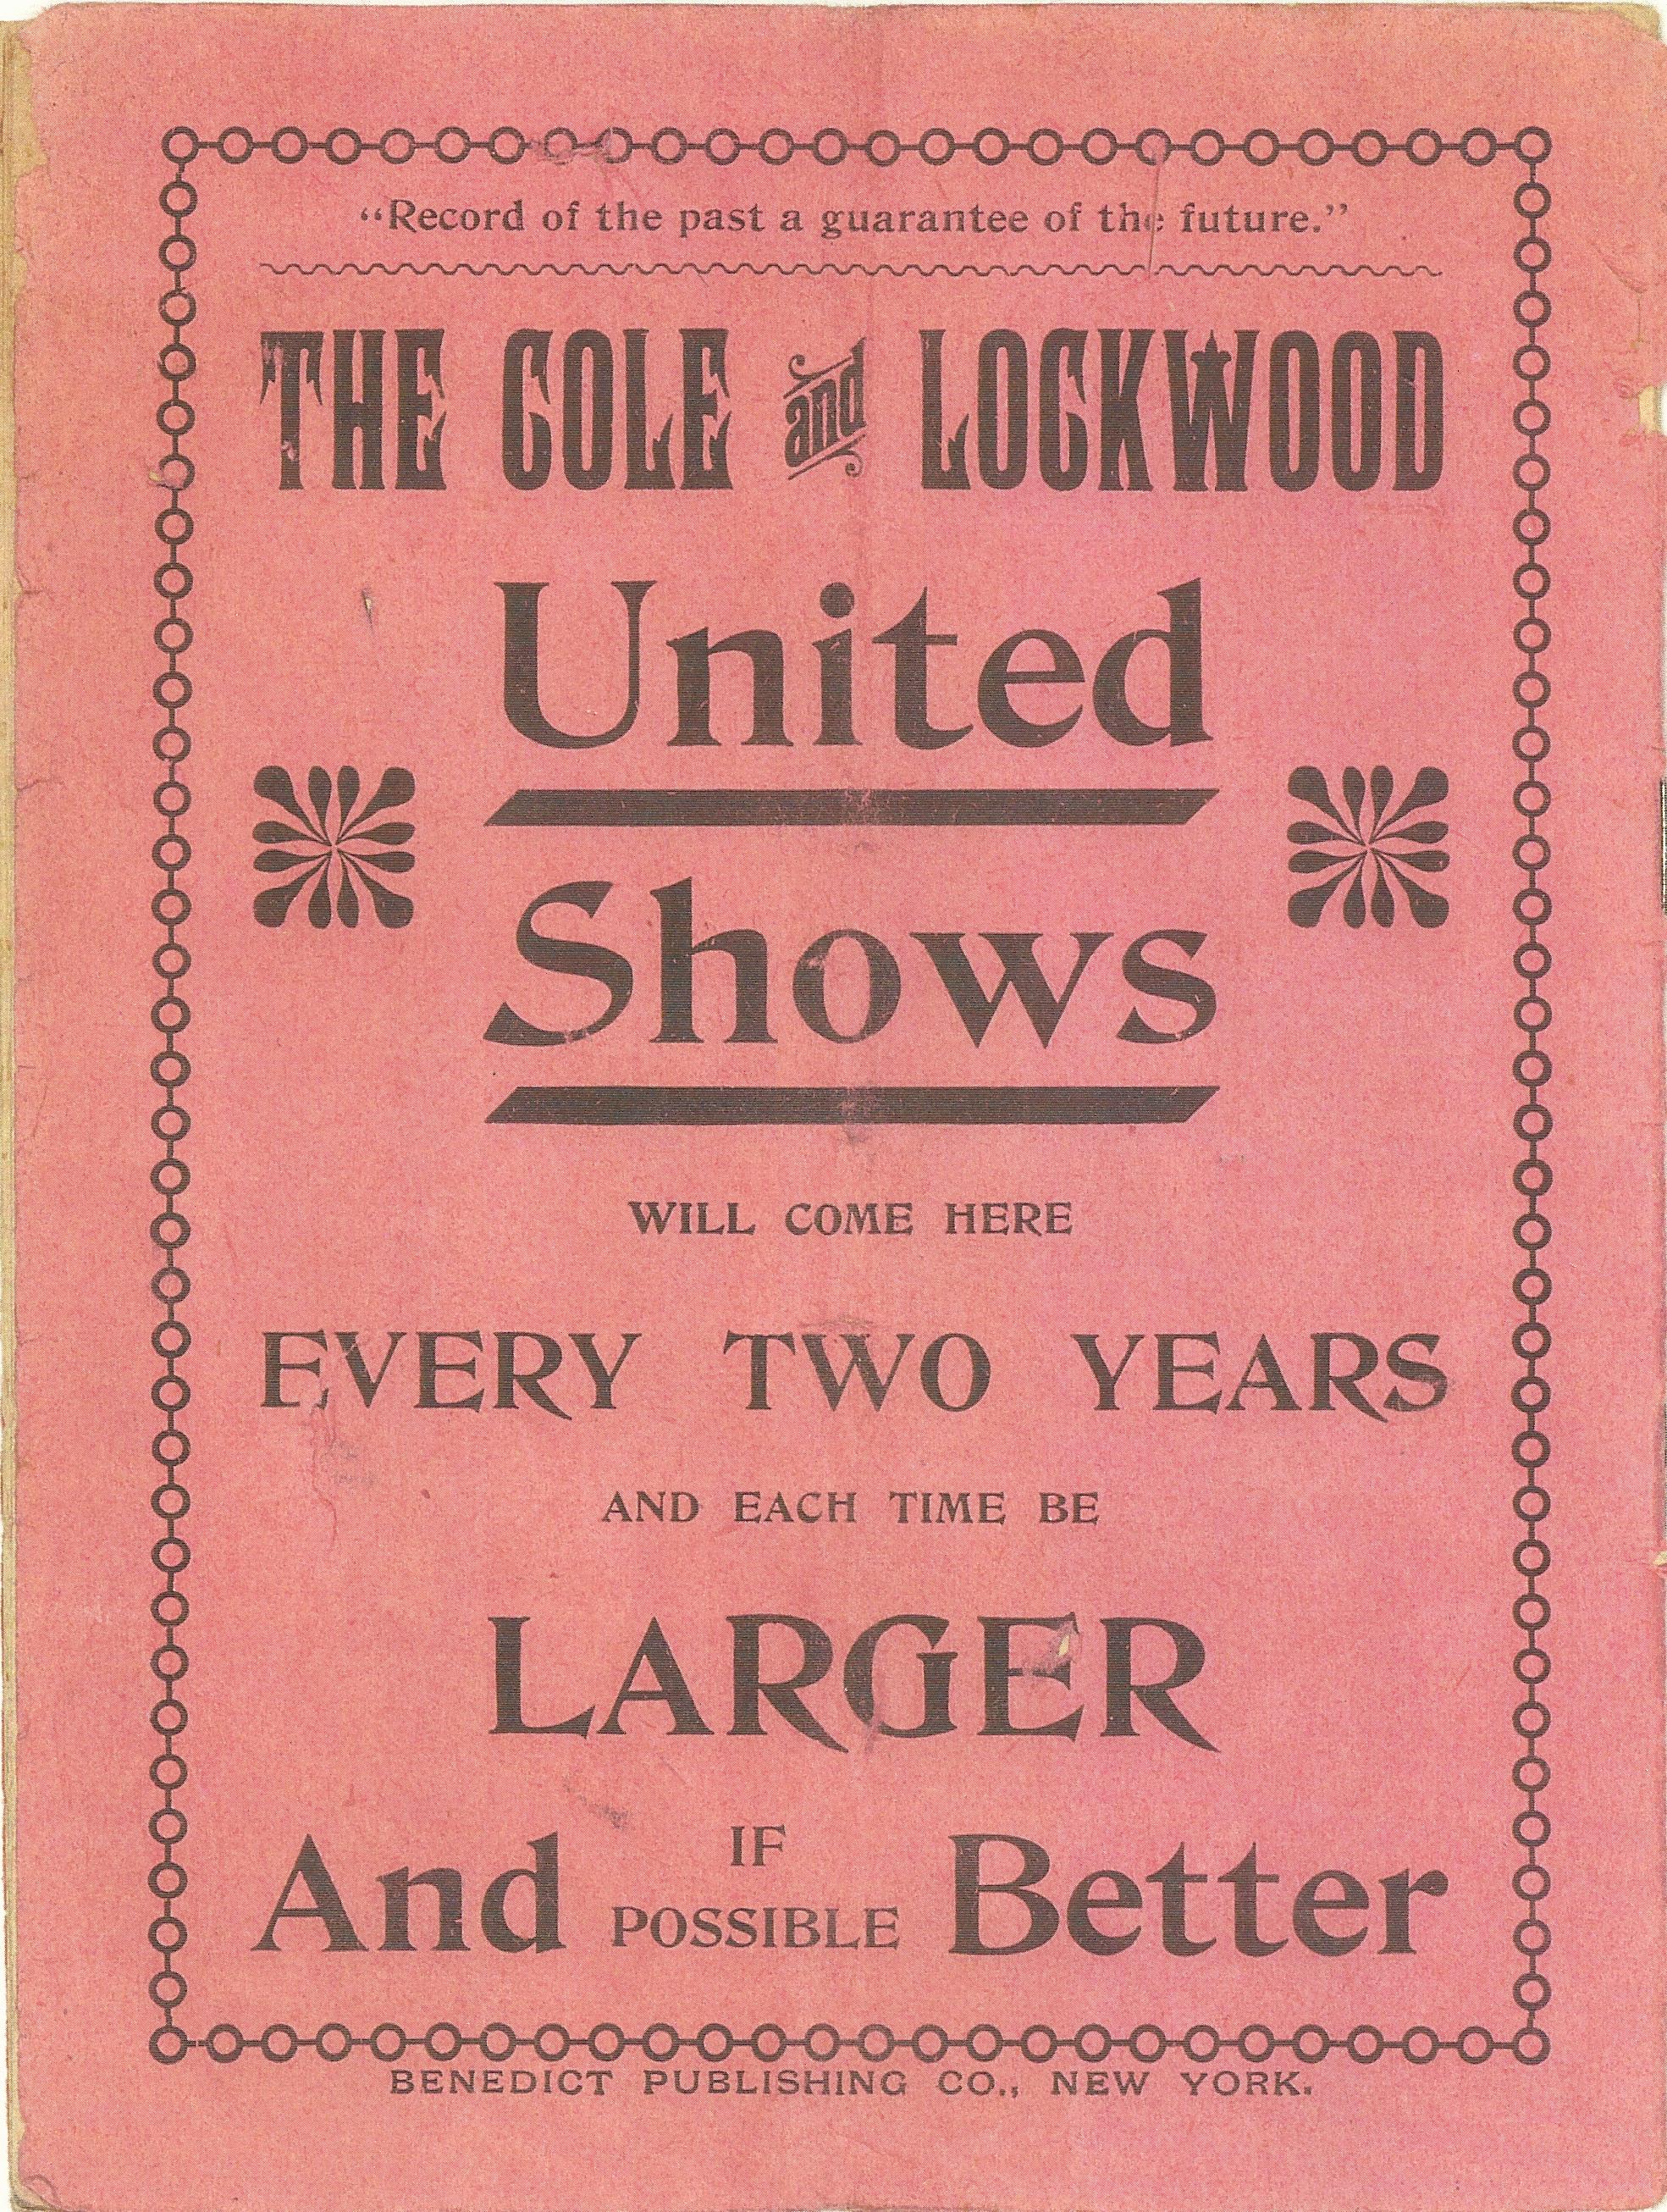 “Record of the past a guarantee of the future.”
THE COLE and LOCKWOOD
United
Shows
WILL COME HERE
EVERY TWO YEARS
AND EACH TIME BE
LARGER
And IF POSSIBLE Better
BENEDICT PUBLISHING CO., NEW YORK.